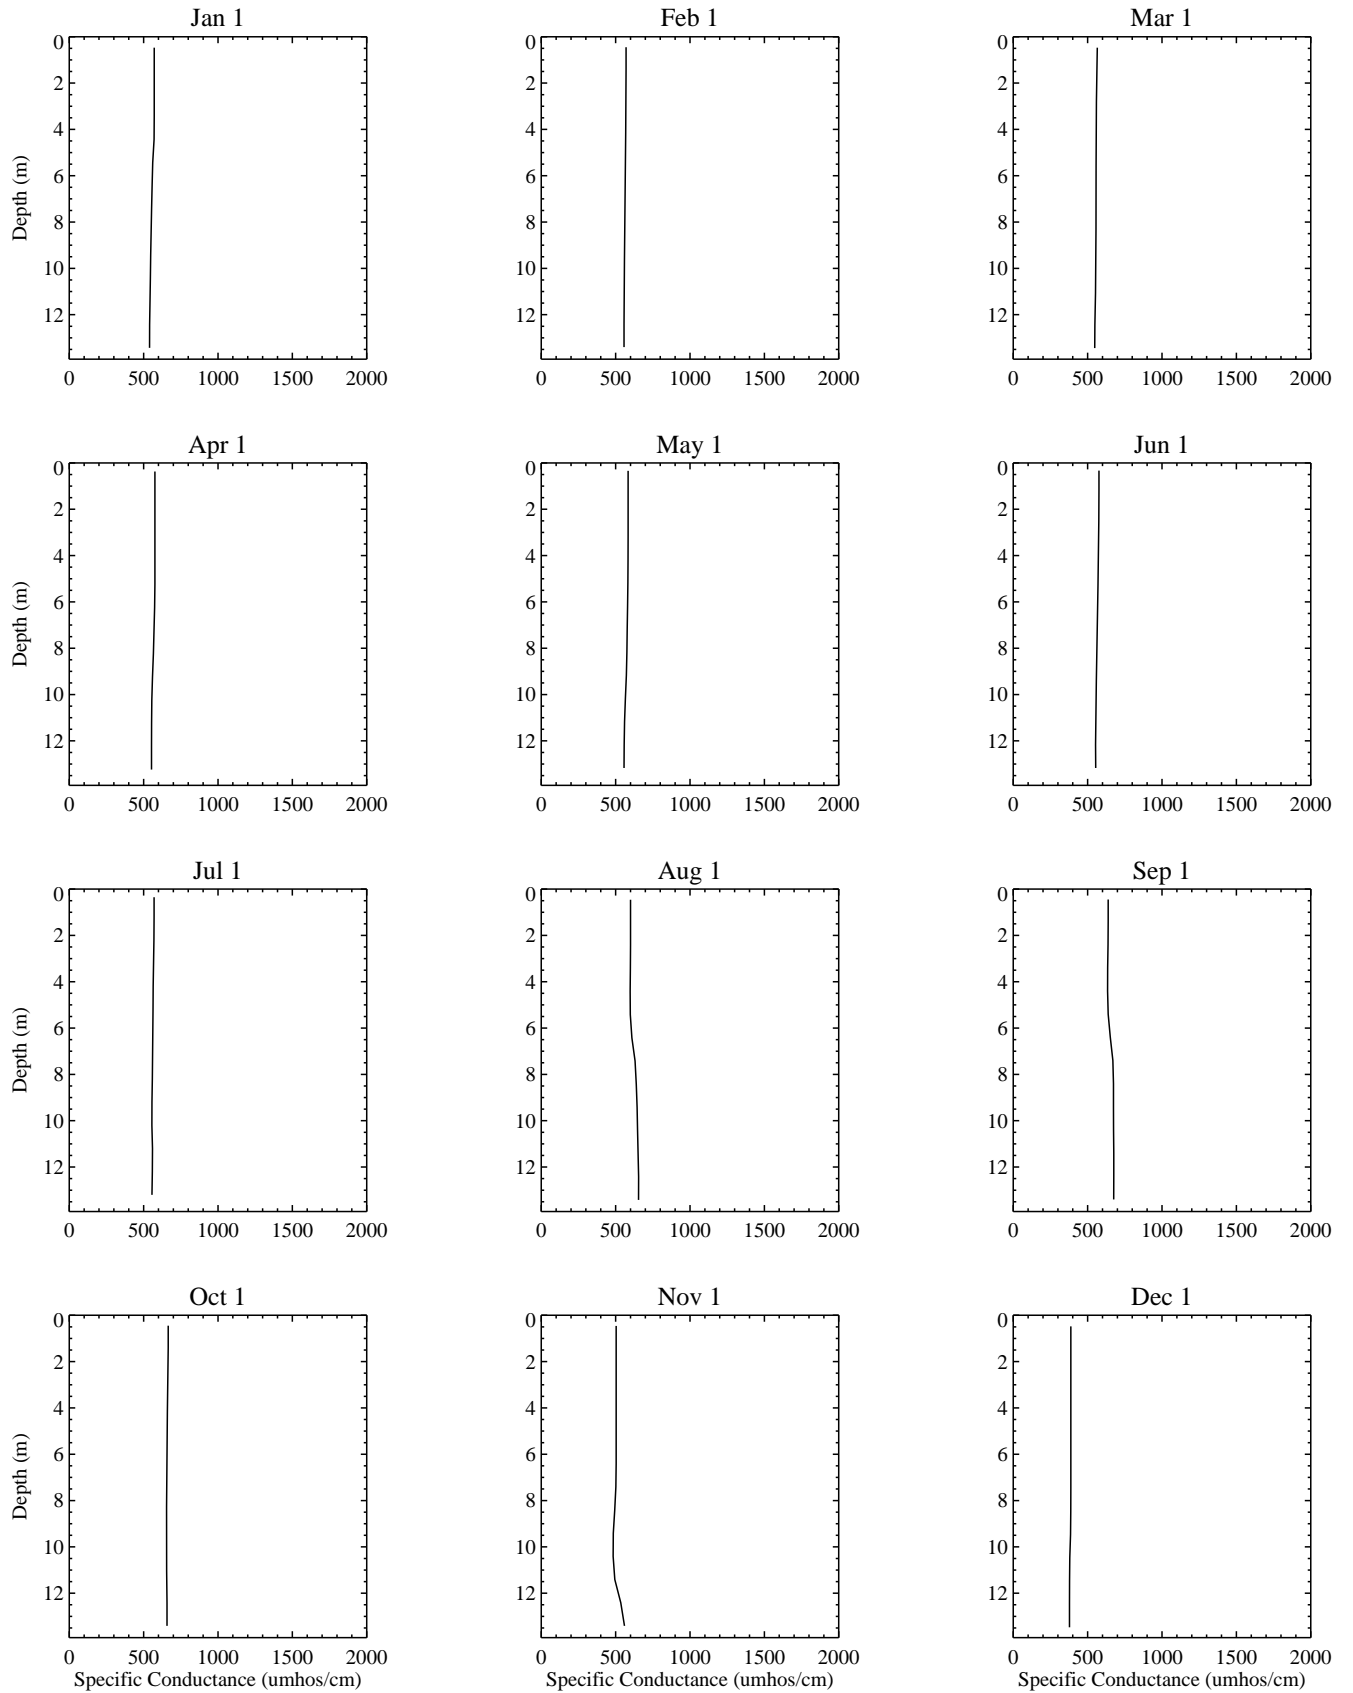 Jan 1 Feb 1 Mar 1
0 0 0
2 2 2
4 4 4
6 6 6
8 8 8
10 10 10
12 12 12
Depth (m)
0 500 1000 1500 2000 0 500 1000 1500 2000 0 500 1000 1500 2000
Apr 1 May 1 Jun 1
0 0 0
2 2 2
4 4 4
6 6 6
8 8 8
10 10 10
12 12 12
Depth (m)
0 500 1000 1500 2000 0 500 1000 1500 2000 0 500 1000 1500 2000
Jul 1 Aug 1 Sep 1
0 0 0
2 2 2
4 4 4
6 6 6
8 8 8
10 10 10
12 12 12
Depth (m)
0 500 1000 1500 2000 0 500 1000 1500 2000 0 500 1000 1500 2000
Oct 1 Nov 1 Dec 1
0 0 0
2 2 2
4 4 4
6 6 6
8 8 8
10 10 10
12 12 12
Depth (m)
0 500 1000 1500 2000 0 500 1000 1500 2000 0 500 1000 1500 2000
Specific Conductance (umhos/cm) Specific Conductance (umhos/cm) Specific Conductance (umhos/cm)